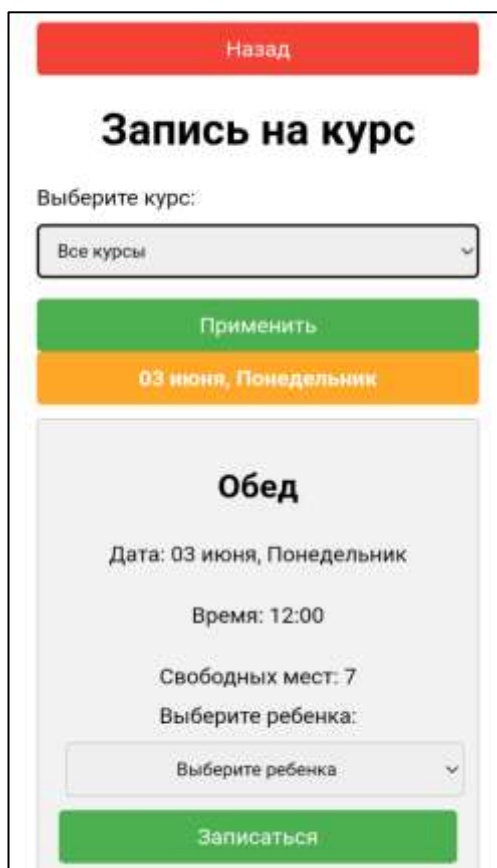 Назад
Запись на курс
Выберите курс:
Все курсы
Применить
03 июня, Понедельник
Обед
Дата: 03 июня, Понедельник
Время: 12:00
Свободных мест: 7
Выберите ребенка:
Выберите ребенка
Записаться